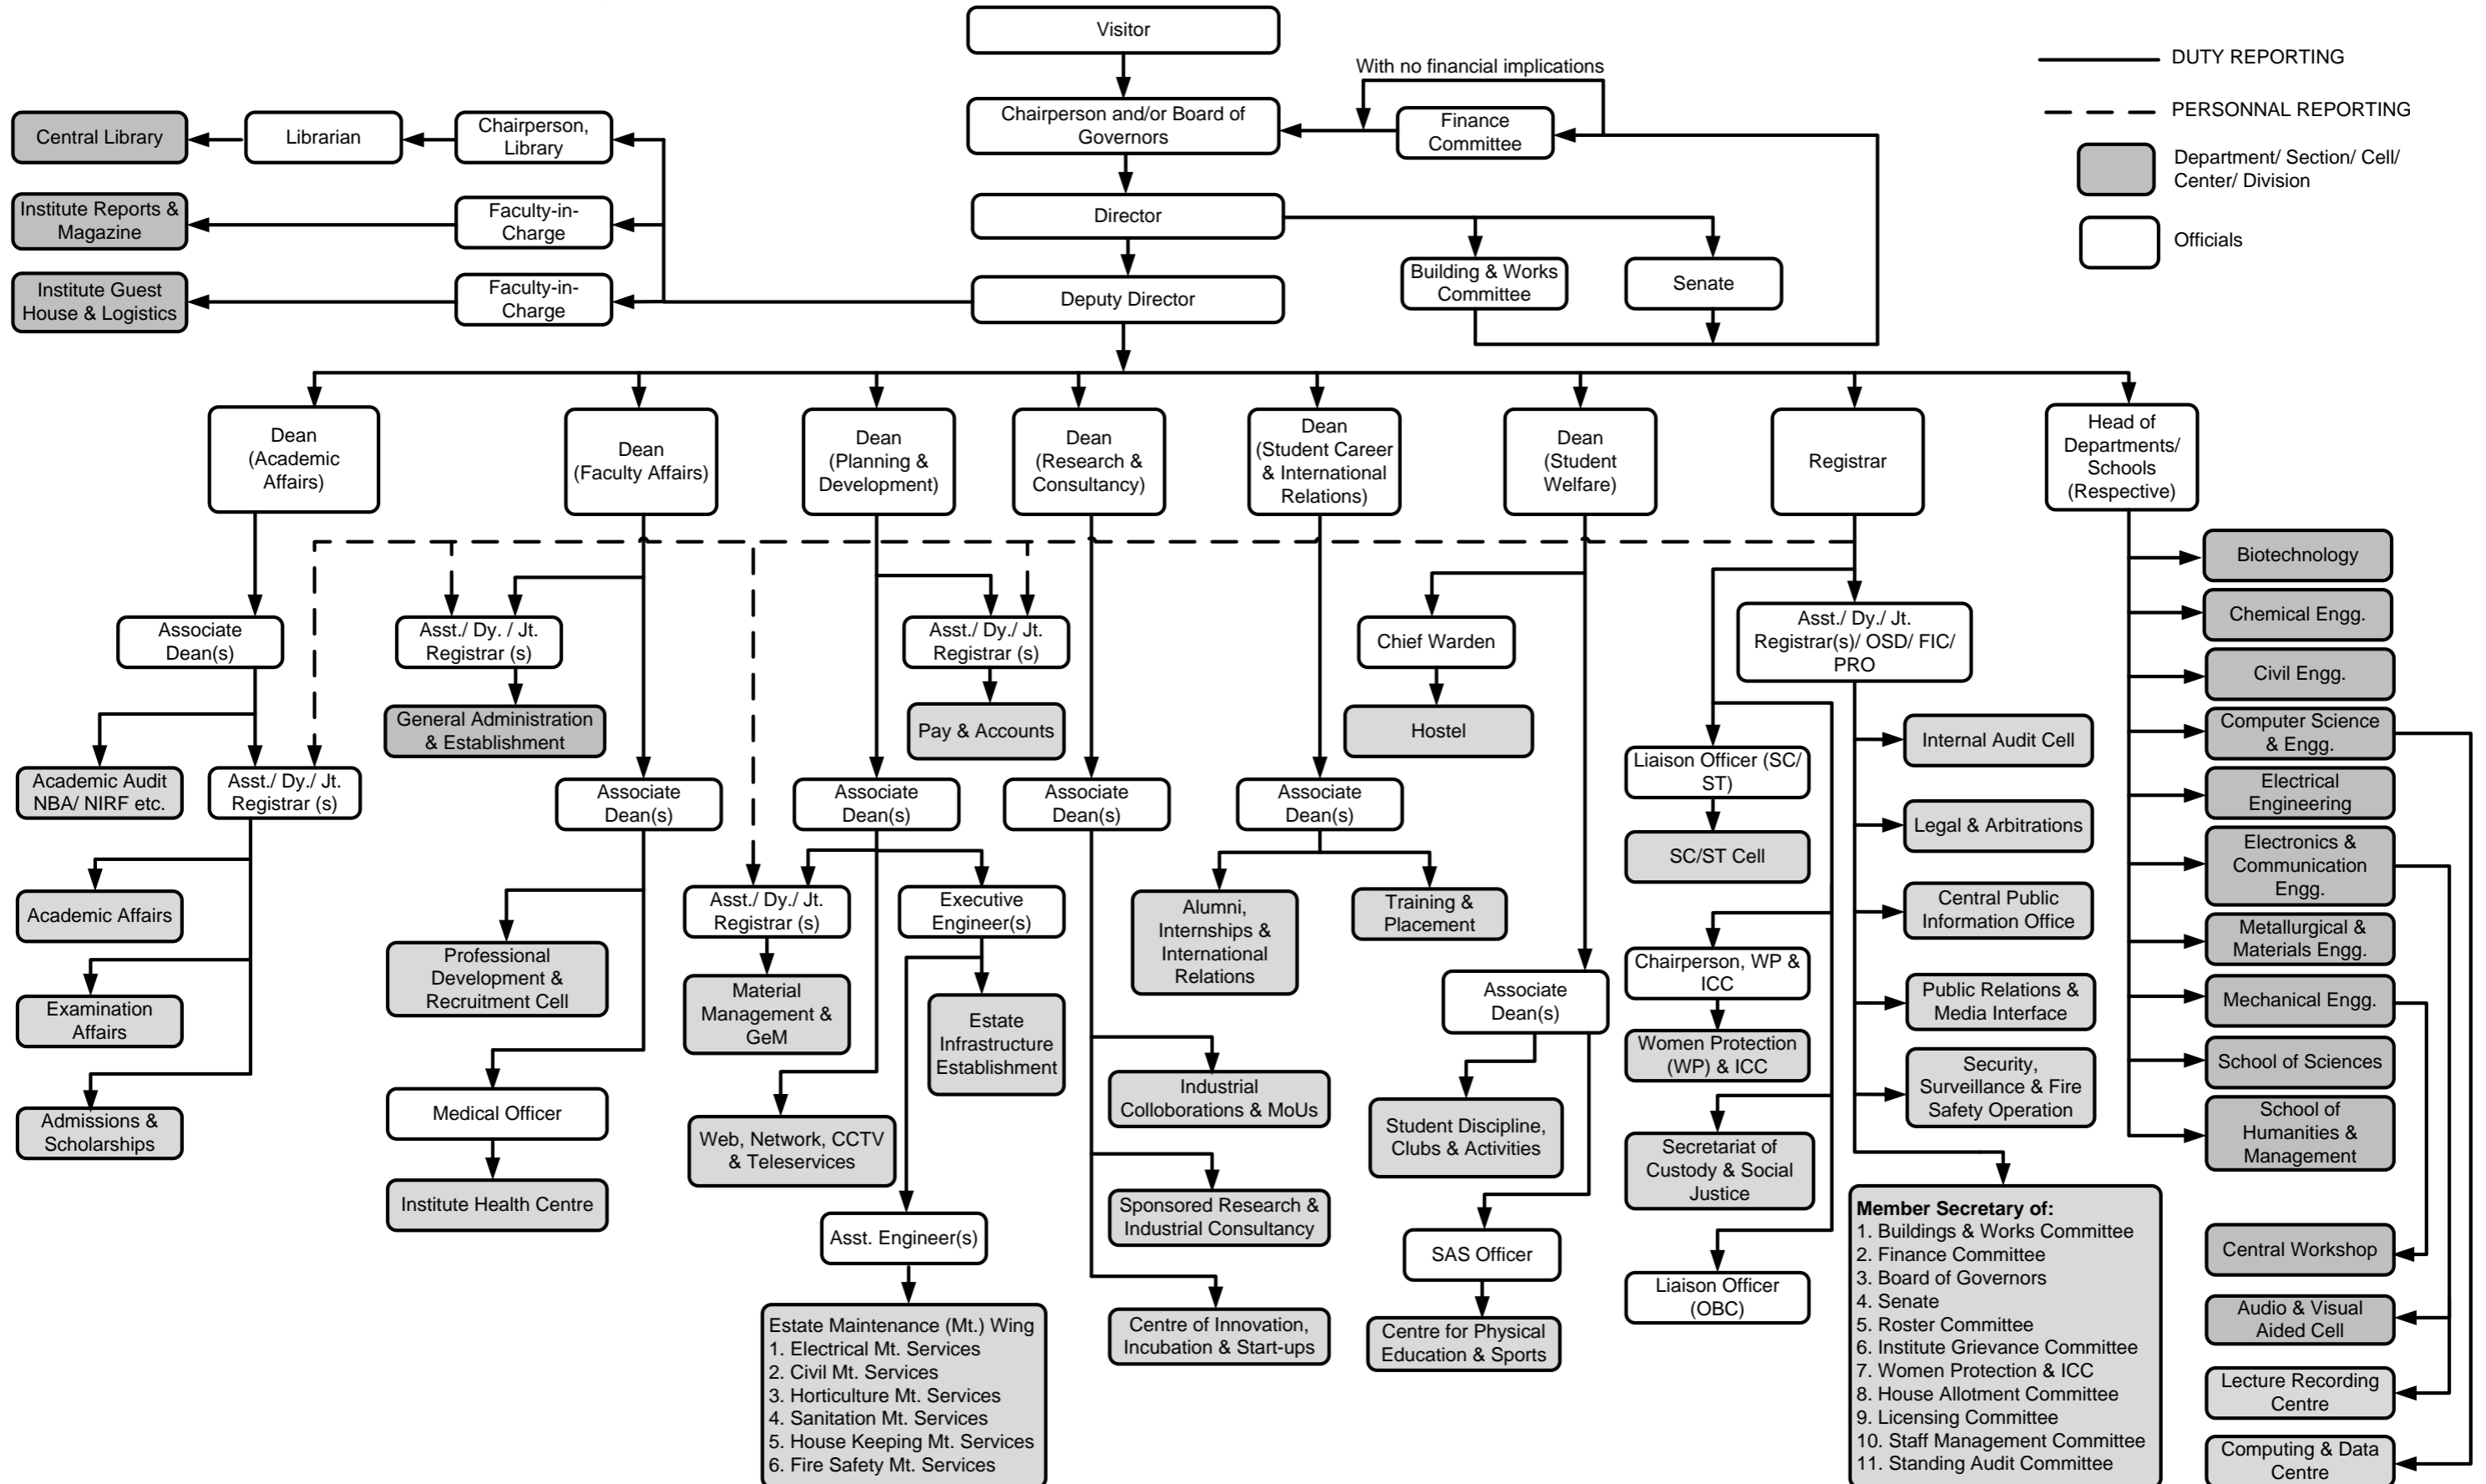 Visitor
With no financial implications
DUTY REPORTING
PERSONNAL REPORTING
Department/ Section/ Cell/
Center/ Division
Officials
Chairperson and/or Board of
Governors
Finance
Committee
Central Library
Librarian
Chairperson,
Library
Institute Reports &
Magazine
Faculty-in-
Charge
Director
Building & Works
Committee
Senate
Institute Guest
House & Logistics
Faculty-in-
Charge
Deputy Director
Dean
(Academic
Affairs)
Dean
(Faculty Affairs)
Dean
(Planning &
Development)
Dean
(Research &
Consultancy)
Dean
(Student Career
& International
Relations)
Dean
(Student
Welfare)
Registrar
Head of
Departments/
Schools
(Respective)
Associate
Dean(s)
Academic Audit
NBA/ NIRF etc.
Asst./ Dy./ Jt.
Registrar (s)
Academic Affairs
Examination
Affairs
Admissions &
Scholarships
Asst./ Dy. / Jt.
Registrar (s)
General Administration
& Establishment
Associate
Dean(s)
Professional
Development &
Recruitment Cell
Medical Officer
Institute Health Centre
Asst./ Dy./ Jt.
Registrar (s)
Pay & Accounts
Associate
Dean(s)
Asst./ Dy./ Jt.
Registrar (s)
Executive
Engineer(s)
Material
Management &
GeM
Estate
Infrastructure
Establishment
Web, Network, CCTV
& Teleservices
Asst. Engineer(s)
Estate Maintenance (Mt.) Wing
1. Electrical Mt. Services
2. Civil Mt. Services
3. Horticulture Mt. Services
4. Sanitation Mt. Services
5. House Keeping Mt. Services
6. Fire Safety Mt. Services
Associate
Dean(s)
Industrial
Colloborations & MoUs
Sponsored Research &
Industrial Consultancy
Centre of Innovation,
Incubation & Start-ups
Associate
Dean(s)
Alumni,
Internships &
International
Relations
Training &
Placement
Chief Warden
Hostel
Associate
Dean(s)
Student Discipline,
Clubs & Activities
SAS Officer
Centre for Physical
Education & Sports
Asst./ Dy./ Jt.
Registrar(s)/ OSD/ FIC/
PRO
Liaison Officer (SC/
ST)
SC/ST Cell
Chairperson, WP &
ICC
Women Protection
(WP) & ICC
Secretariat of
Custody & Social
Justice
Liaison Officer
(OBC)
Internal Audit Cell
Legal & Arbitrations
Central Public
Information Office
Public Relations &
Media Interface
Security,
Surveillance & Fire
Safety Operation
Member Secretary of:
1. Buildings & Works Committee
2. Finance Committee
3. Board of Governors
4. Senate
5. Roster Committee
6. Institute Grievance Committee
7. Women Protection & ICC
8. House Allotment Committee
9. Licensing Committee
10. Staff Management Committee
11. Standing Audit Committee
Biotechnology
Chemical Engg.
Civil Engg.
Computer Science
& Engg.
Electrical
Engineering
Electronics &
Communication
Engg.
Metallurgical &
Materials Engg.
Mechanical Engg.
School of Sciences
School of
Humanities &
Management
Central Workshop
Audio & Visual
Aided Cell
Lecture Recording
Centre
Computing & Data
Centre